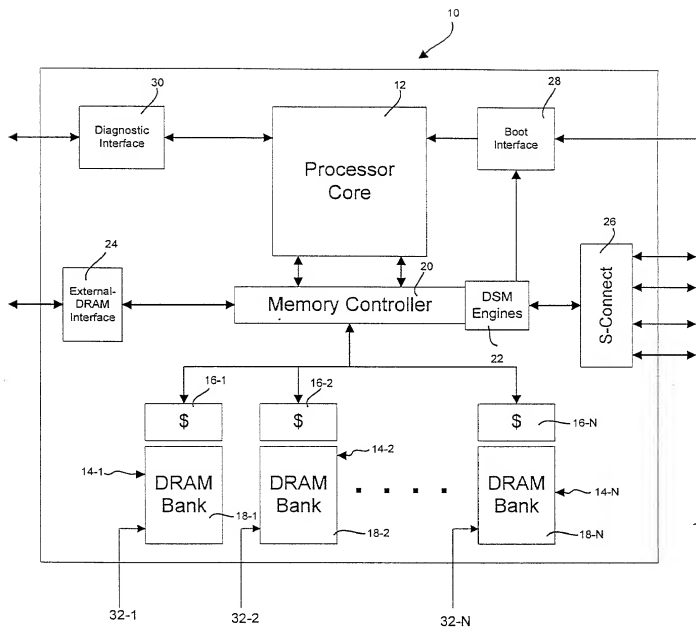 10
30
12
28
Diagnostic
Interface
Boot
Interface
Processor
Core
24
26
External-
DRAM
Interface
20
Memory Controller
DSM
Engines
22
S-Connect
16-1
16-2
$
$
$
16-N
14-1
14-2
14-N
DRAM
Bank
DRAM
Bank
DRAM
Bank
18-1
18-2
18-N
32-1
32-2
32-N